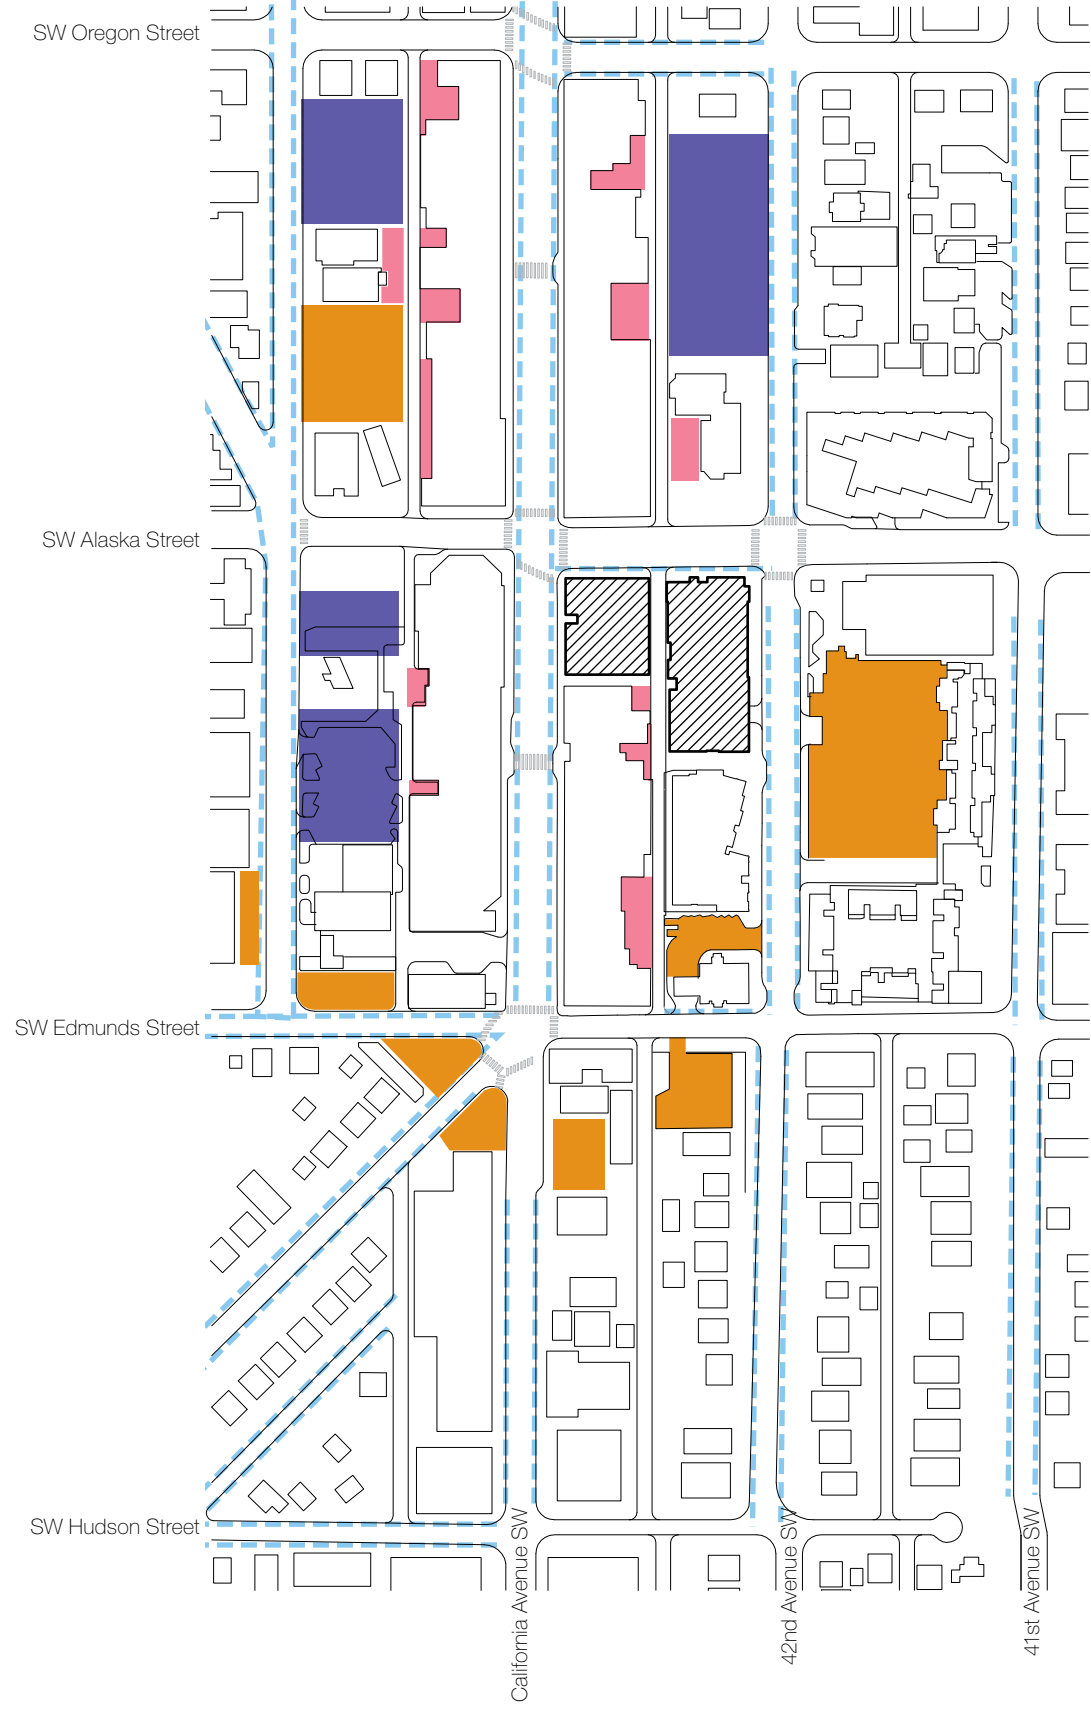 SW Oregon Street
SW Alaska Street
SW Edmunds Street
SW Hudson Street
California Avenue SW
42nd Avenue SW
41st Avenue SW